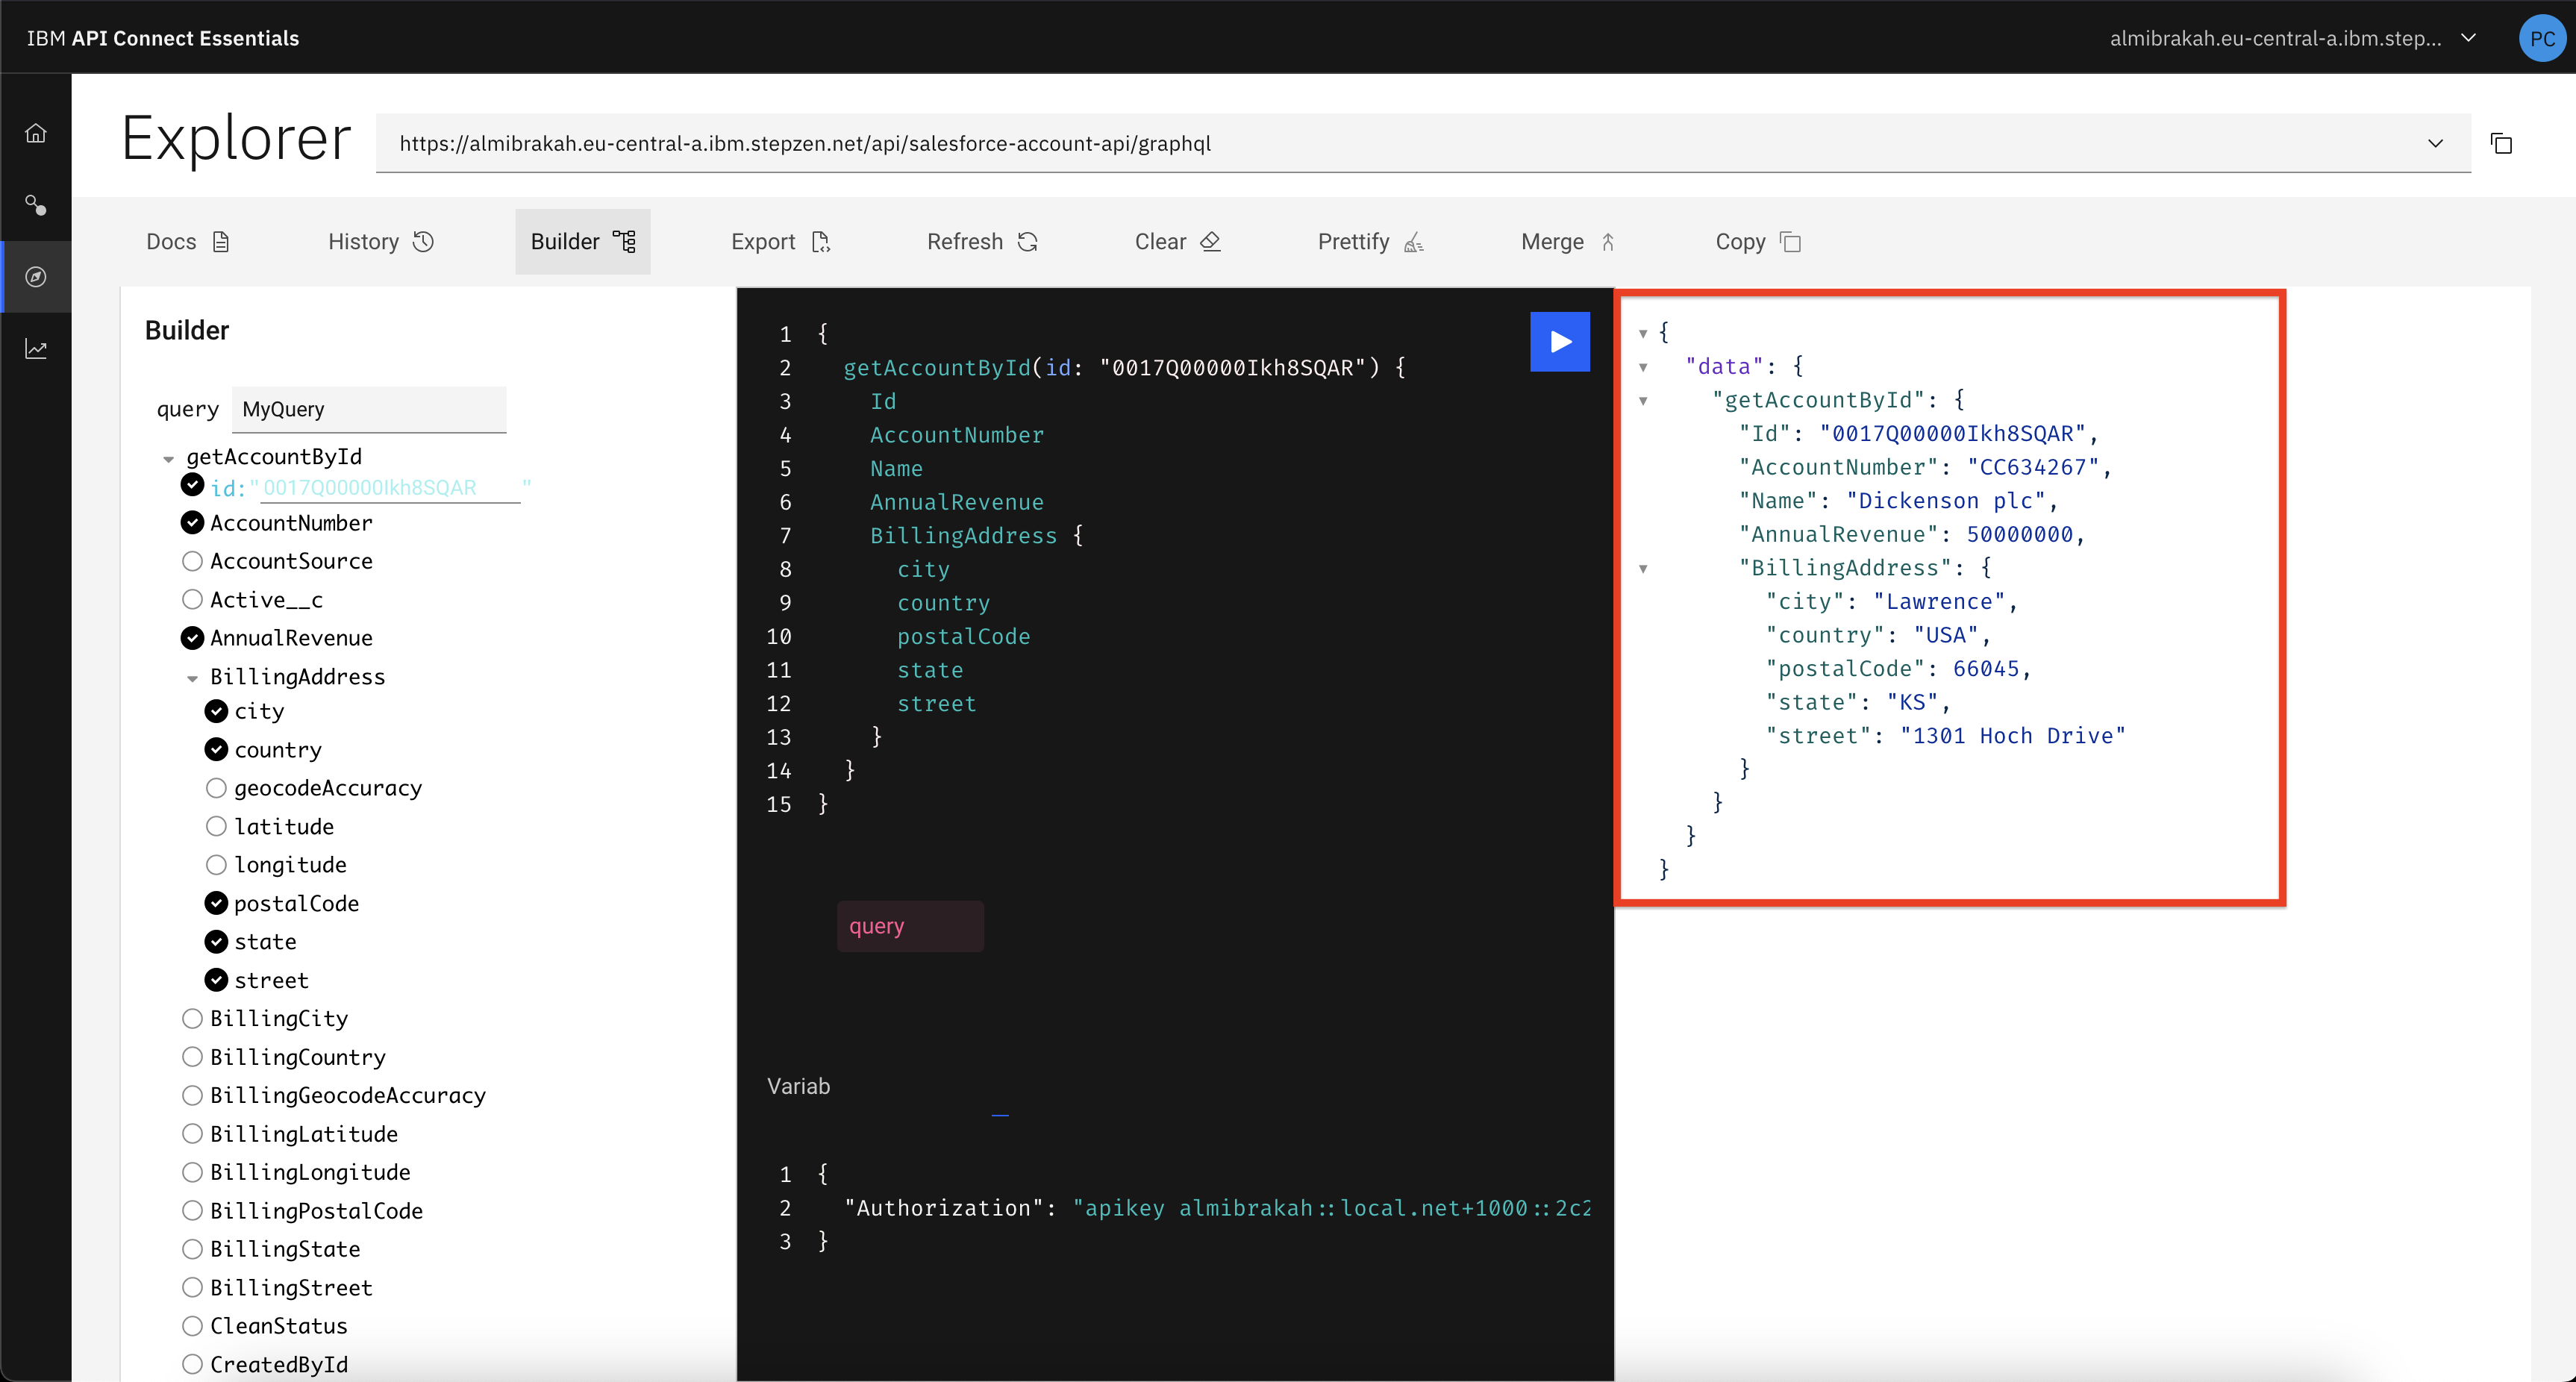 IBM API Connect Essentials
almibrakah.eu-central-a.ibm.step...
PC
Explorer
https://almibrakah.eu-central-a.ibm.stepzen.net/api/salesforce-account-api/graphql
Docs
History
Builder
Export
Refresh
Clear
Prettify
Merge
Copy
Builder
query MyQuery
getAccountById
id:"0017Q00000Ikh8SQAR"
AccountNumber
AccountSource
Active__c
AnnualRevenue
BillingAddress
city
country
geocodeAccuracy
latitude
longitude
postalCode
state
street
BillingCity
BillingCountry
BillingGeocodeAccuracy
BillingLatitude
BillingLongitude
BillingPostalCode
BillingState
BillingStreet
CleanStatus
CreatedById
1 {
2 getAccountById(id: "0017Q00000Ikh8SQAR") {
3 Id
4 AccountNumber
5 Name
6 AnnualRevenue
7 BillingAddress {
8 city
9 country
10 postalCode
11 state
12 street
13 }
14 }
15 }
query
Variab
1 {
2 "Authorization": "apikey almibrakah::local.net+1000::2c2
3 }
{
"data": {
"getAccountById": {
"Id": "0017Q00000Ikh8SQAR",
"AccountNumber": "CC634267",
"Name": "Dickenson plc",
"AnnualRevenue": 50000000,
"BillingAddress": {
"city": "Lawrence",
"country": "USA",
"postalCode": 66045,
"state": "KS",
"street": "1301 Hoch Drive"
}
}
}
}